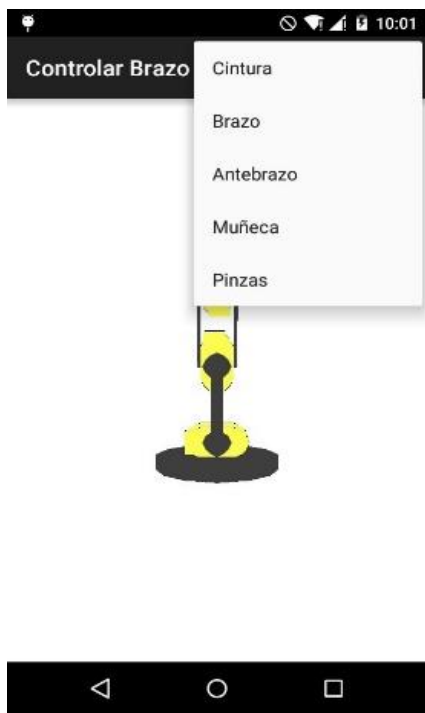 10:01
Controlar Brazo
Cintura
Brazo
Antebrazo
Muñeca
Pinzas